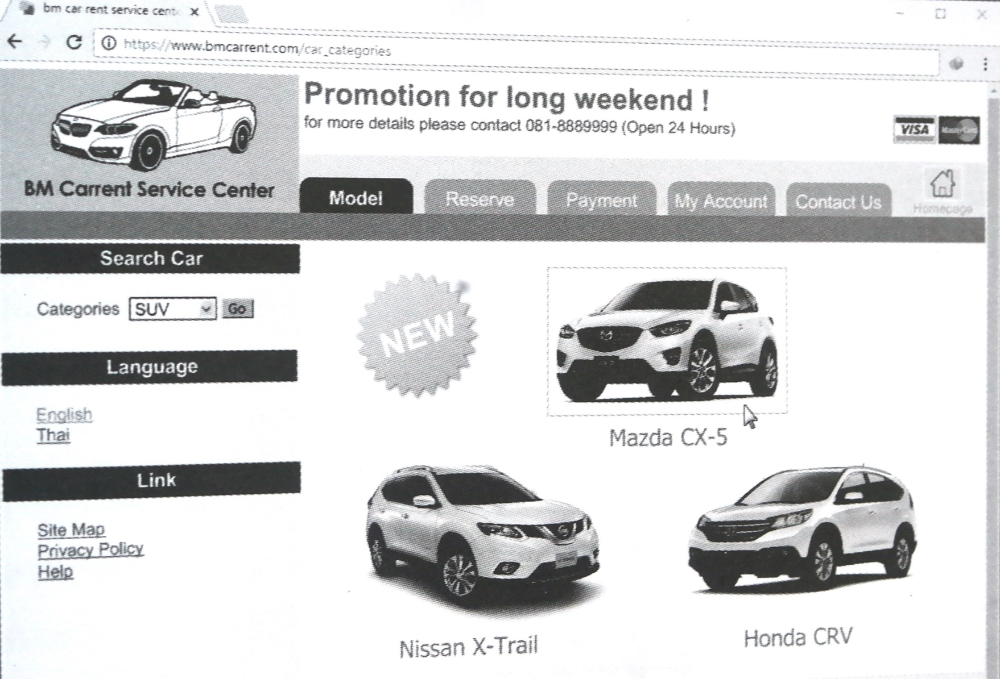 bm car rent service cent
https://www.bmcarrent.com/car_categories
Promotion for long weekend !
for more details please contact 081-8889999 (Open 24 Hours)
VISA MasterCard
BM Carrent Service Center
Model Reserve Payment My Account Contact Us Homepage
Search Car
Categories SUV Go
Language
English
Thai
Link
Site Map
Privacy Policy
Help
NEW
Mazda CX-5
Nissan X-Trail
Honda CRV